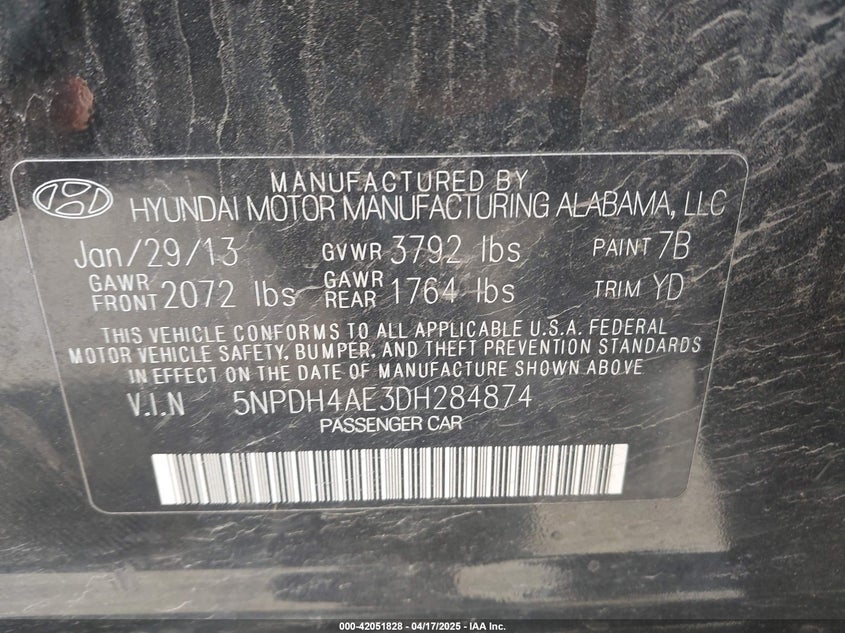 MANUFACTURED BY
HYUNDAI MOTOR MANUFACTURING ALABAMA, LLC
Jan/29/13 GVWR 3792 lbs PAINT 7B
GAWR FRONT 2072 lbs GAWR REAR 1764 lbs TRIM YD
THIS VEHICLE CONFORMS TO ALL APPLICABLE U.S.A. FEDERAL
MOTOR VEHICLE SAFETY, BUMPER, AND THEFT PREVENTION STANDARDS
IN EFFECT ON THE DATE OF MANUFACTURE SHOWN ABOVE
V.I.N 5NPDH4AE3DH284874
PASSENGER CAR
000-42051828 - 04/17/2025 - IAA Inc.